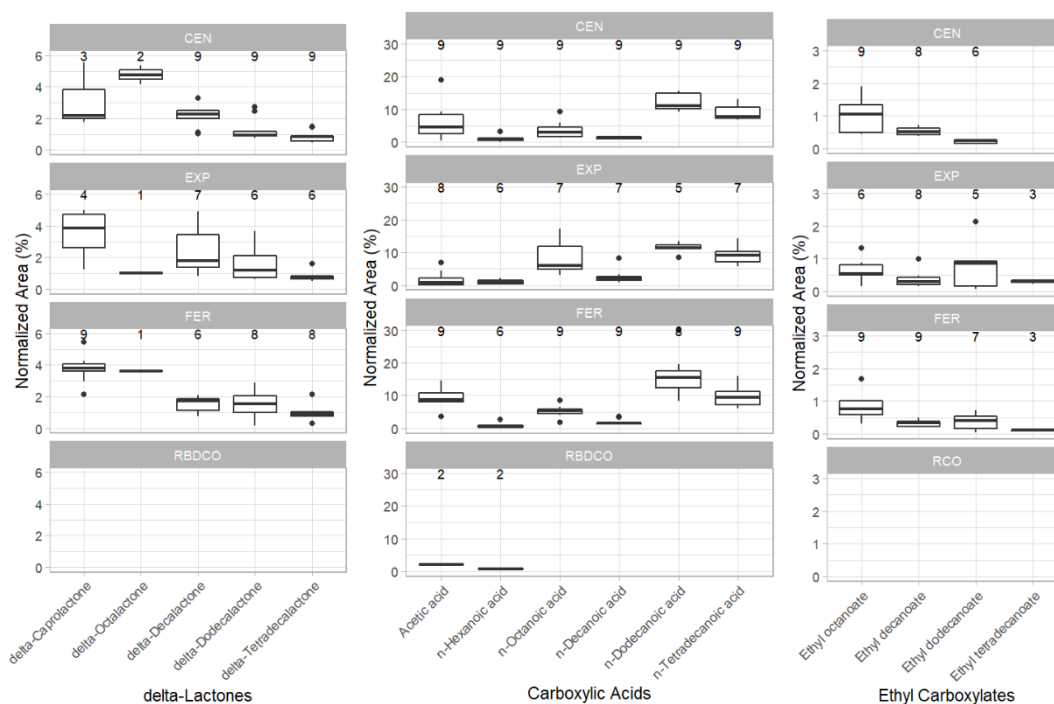 CEN
6
4
2
0
3 2 9 9 9
EXP
6
4
2
0
4 1 7 6 6
FER
6
4
2
0
9 1 6 8 8
RBDCO
6
4
2
0
Normalized Area (%)
delta-Caprolactone
delta-Octalactone
delta-Decalactone
delta-Dodecalactone
delta-Tetradecalactone
delta-Lactones
CEN
30
20
10
0
9 9 9 9 9 9
EXP
30
20
10
0
8 6 7 7 5 7
FER
30
20
10
0
9 9 9 9 8 9
RBDCO
30
20
10
0
2 2
Normalized Area (%)
Acetic acid
n-Hexanoic acid
n-Octanoic acid
n-Decanoic acid
n-Dodecanoic acid
n-Tetradecanoic acid
Carboxylic Acids
CEN
3
2
1
0
9 8 6
EXP
3
2
1
0
6 8 5 3
FER
3
2
1
0
9 9 7 3
RCO
3
2
1
0
Normalized Area (%)
Ethyl octanoate
Ethyl decanoate
Ethyl dodecanoate
Ethyl tetradecanoate
Ethyl Carboxylates